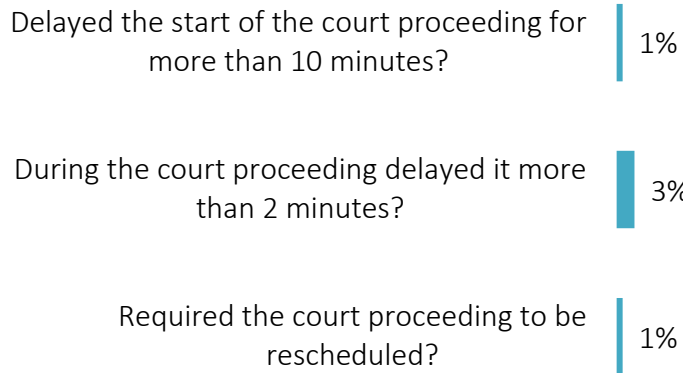 Delayed the start of the court proceeding for
more than 10 minutes?
1%
During the court proceeding delayed it more
than 2 minutes?
3%
Required the court proceeding to be
rescheduled?
1%